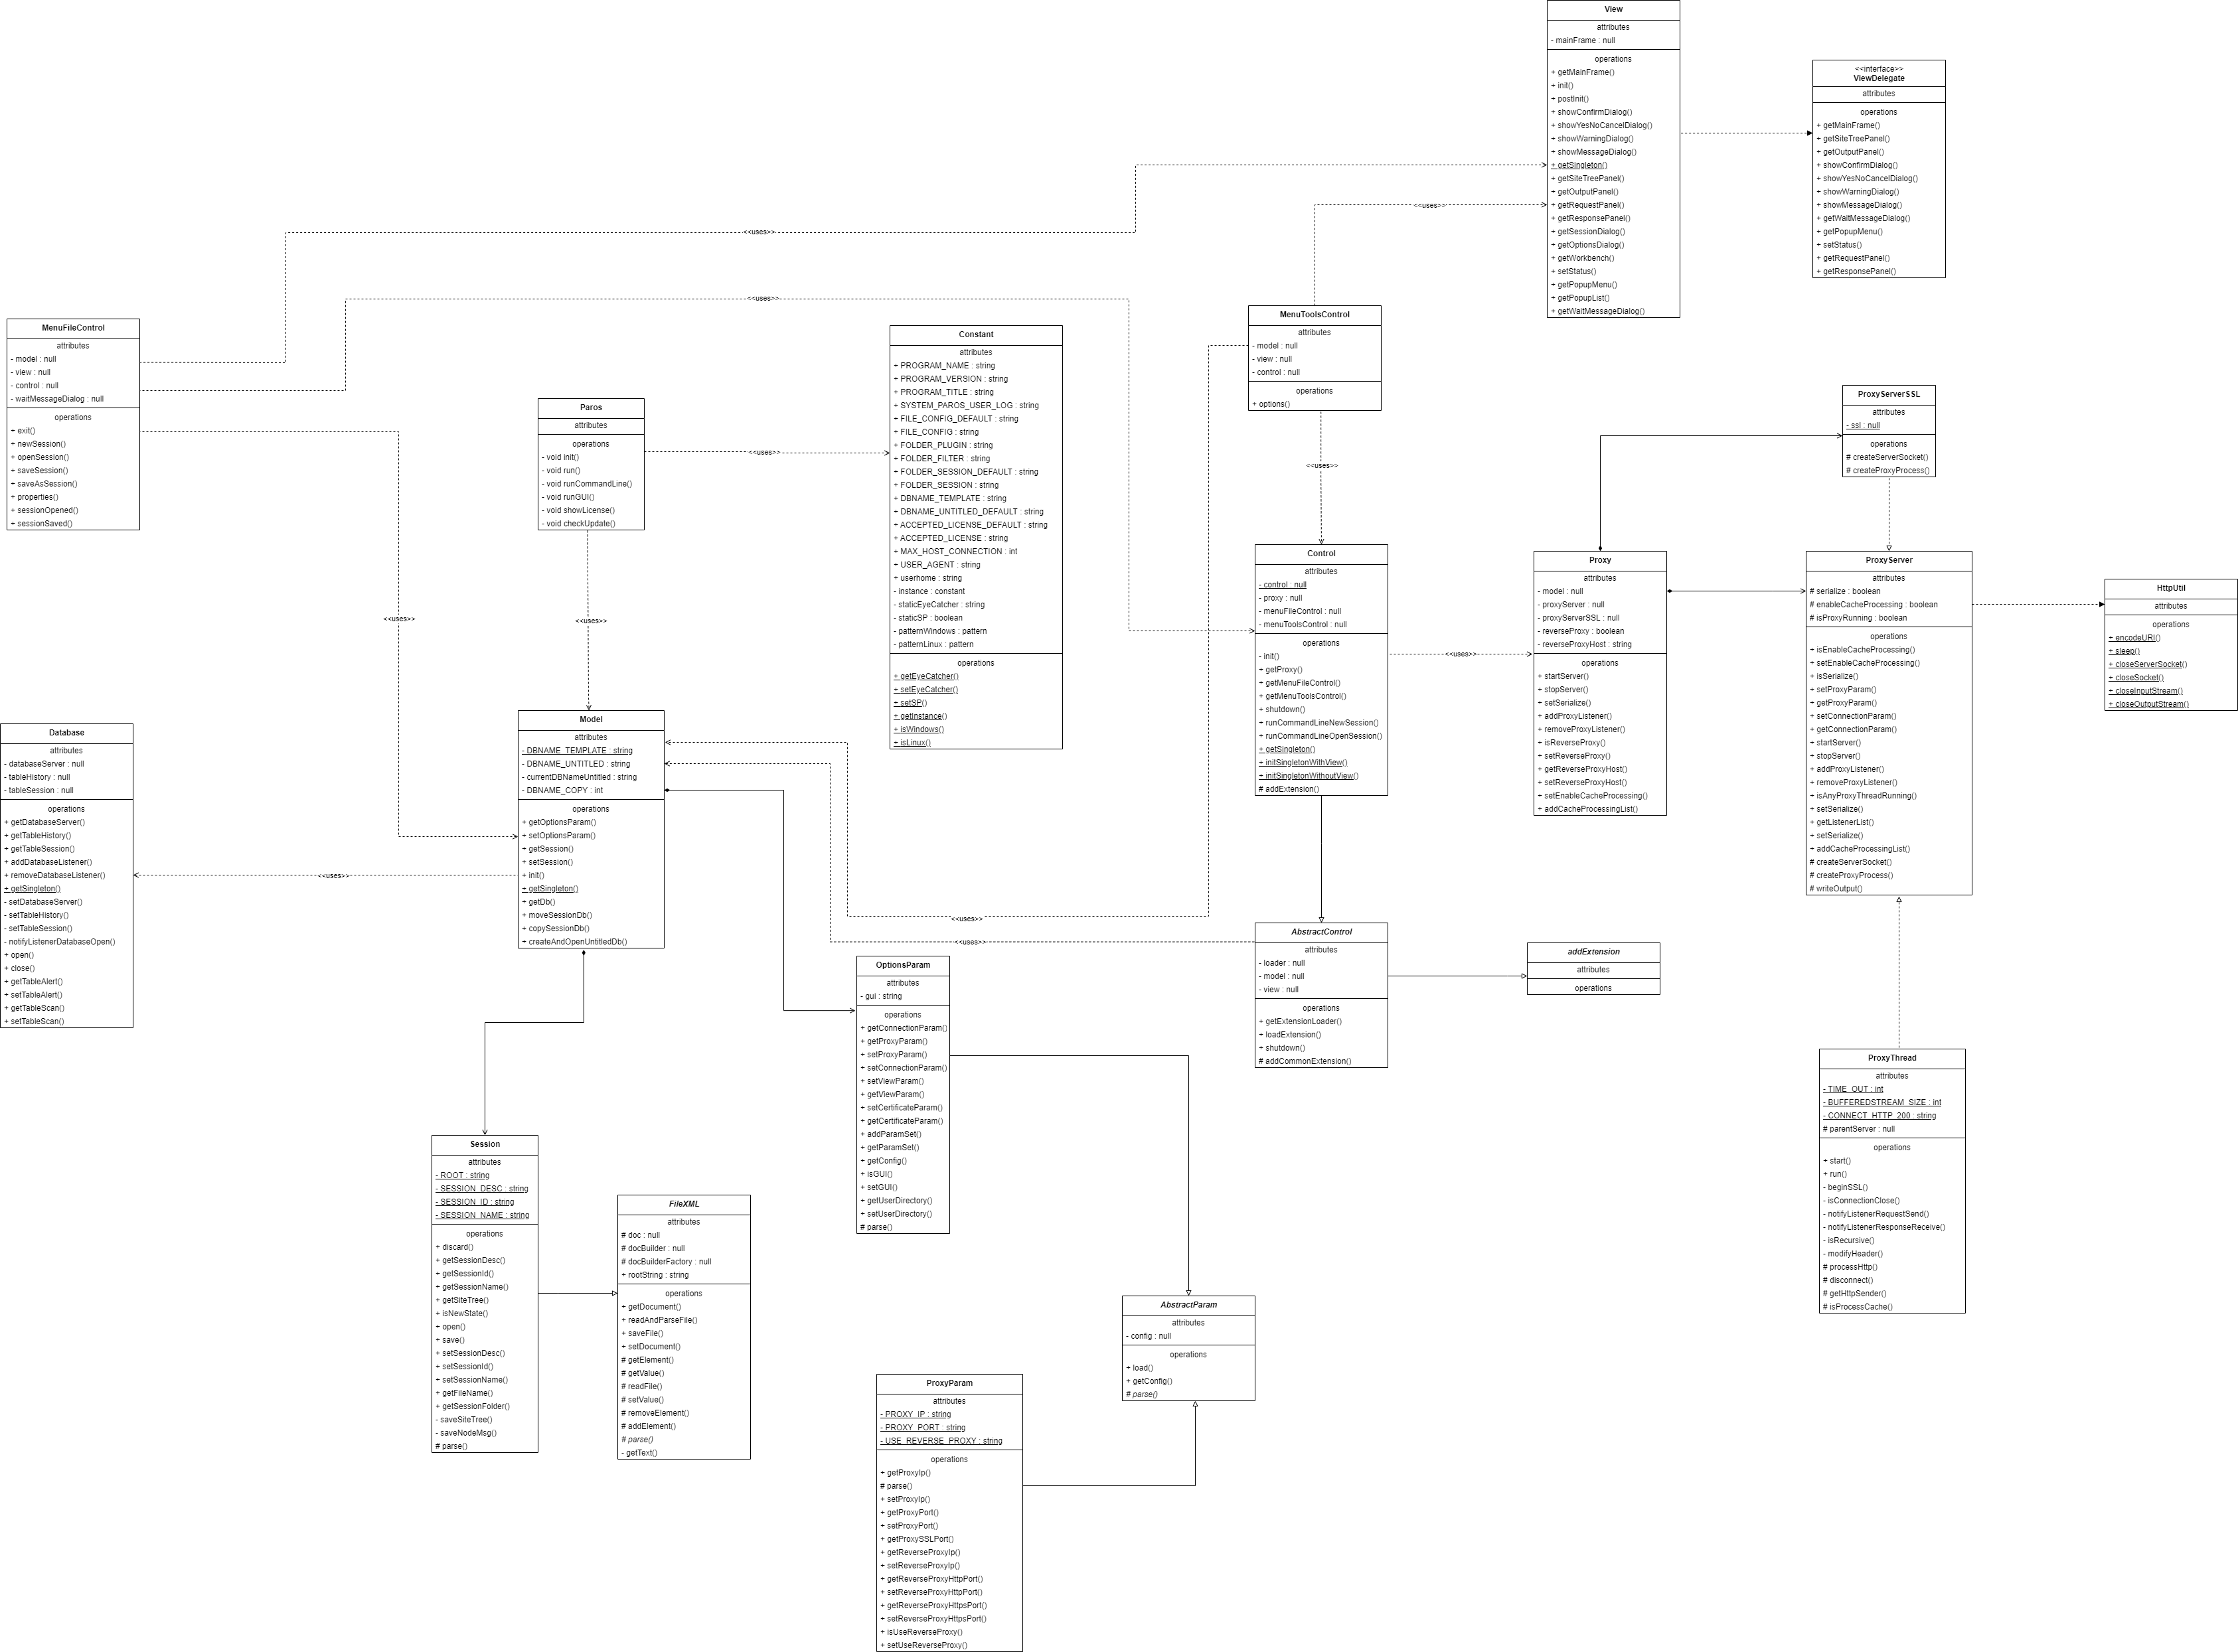 View
attributes
- mainFrame : null
operations
+ getMainFrame()
+ init()
+ postInit()
+ showConfirmDialog()
+ showYesNoCancelDialog()
+ showWarningDialog()
+ showMessageDialog()
+ getSingleton()
+ getSiteTreePanel()
+ getOutputPanel()
+ getRequestPanel()
+ getResponsePanel()
+ getSessionDialog()
+ getOptionsDialog()
+ getWorkbench()
+ setStatus()
+ getPopupMenu()
+ getPopupList()
+ getWaitMessageDialog()
<<interface>>
ViewDelegate
attributes
operations
+ getMainFrame()
+ getSiteTreePanel()
+ getOutputPanel()
+ showConfirmDialog()
+ showYesNoCancelDialog()
+ showWarningDialog()
+ showMessageDialog()
+ getWaitMessageDialog()
+ getPopupMenu()
+ setStatus()
+ getRequestPanel()
+ getResponsePanel()
<<uses>>
<<uses>>
<<uses>>
MenuFileControl
attributes
- model : null
- view : null
- control : null
- waitMessageDialog : null
operations
+ exit()
+ newSession()
+ openSession()
+ saveSession()
+ saveAsSession()
+ properties()
+ sessionOpened()
+ sessionSaved()
Paros
attributes
operations
- void init()
- void run()
- void runCommandLine()
- void runGUI()
- void showLicense()
- void checkUpdate()
<<uses>>
Constant
attributes
+ PROGRAM_NAME : string
+ PROGRAM_VERSION : string
+ PROGRAM_TITLE : string
+ SYSTEM_PAROS_USER_LOG : string
+ FILE_CONFIG_DEFAULT : string
+ FILE_CONFIG : string
+ FOLDER_PLUGIN : string
+ FOLDER_FILTER : string
+ FOLDER_SESSION_DEFAULT : string
+ FOLDER_SESSION : string
+ DBNAME_TEMPLATE : string
+ DBNAME_UNTITLED_DEFAULT : string
+ ACCEPTED_LICENSE_DEFAULT : string
+ ACCEPTED_LICENSE : string
+ MAX_HOST_CONNECTION : int
+ USER_AGENT : string
+ userhome : string
- instance : constant
- staticEyeCatcher : string
- staticSP : boolean
- patternWindows : pattern
- patternLinux : pattern
operations
+ getEyeCatcher()
+ setEyeCatcher()
+ setSP()
+ getInstance()
+ isWindows()
+ isLinux()
MenuToolsControl
attributes
- model : null
- view : null
- control : null
operations
+ options()
<<uses>>
ProxyServerSSL
attributes
- ssl : null
operations
# createServerSocket()
# createProxyProcess()
Control
attributes
- control : null
- proxy : null
- menuFileControl : null
- menuToolsControl : null
operations
- init()
+ getProxy()
+ getMenuFileControl()
+ getMenuToolsControl()
+ shutdown()
+ runCommandLineNewSession()
+ runCommandLineOpenSession()
+ getSingleton()
+ initSingletonWithView()
+ initSingletonWithoutView()
# addExtension()
<<uses>>
Proxy
attributes
- model : null
- proxyServer : null
- proxyServerSSL : null
- reverseProxy : boolean
- reverseProxyHost : string
operations
+ startServer()
+ stopServer()
+ setSerialize()
+ addProxyListener()
+ removeProxyListener()
+ isReverseProxy()
+ setReverseProxy()
+ getReverseProxyHost()
+ setReverseProxyHost()
+ setEnableCacheProcessing()
+ addCacheProcessingList()
ProxyServer
attributes
# serialize : boolean
# enableCacheProcessing : boolean
# isProxyRunning : boolean
operations
+ isEnableCacheProcessing()
+ setEnableCacheProcessing()
+ isSerialize()
+ setProxyParam()
+ getProxyParam()
+ setConnectionParam()
+ getConnectionParam()
+ startServer()
+ stopServer()
+ addProxyListener()
+ removeProxyListener()
+ isAnyProxyThreadRunning()
+ setSerialize()
+ getListenerList()
+ setSerialize()
+ addCacheProcessingList()
# createServerSocket()
# createProxyProcess()
# writeOutput()
HttpUtil
attributes
operations
+ encodeURI()
+ sleep()
+ closeServerSocket()
+ closeSocket()
+ closeInputStream()
+ closeOutputStream()
<<uses>>
<<uses>>
Database
attributes
- databaseServer : null
- tableHistory : null
- tableSession : null
operations
+ getDatabaseServer()
+ getTableHistory()
+ getTableSession()
+ addDatabaseListener()
+ removeDatabaseListener()
+ getSingleton()
- setDatabaseServer()
- setTableHistory()
- setTableSession()
- notifyListenerDatabaseOpen()
+ open()
+ close()
+ getTableAlert()
+ setTableAlert()
+ getTableScan()
+ setTableScan()
<<uses>>
Model
attributes
- DBNAME_TEMPLATE : string
- DBNAME_UNTITLED : string
- currentDBNameUntitled : string
- DBNAME_COPY : int
operations
+ getOptionsParam()
+ setOptionsParam()
+ getSession()
+ setSession()
+ init()
+ getSingleton()
+ getDb()
+ moveSessionDb()
+ copySessionDb()
+ createAndOpenUntitledDb()
<<uses>>
<<uses>>
AbstractControl
attributes
- loader : null
- model : null
- view : null
operations
+ getExtensionLoader()
+ loadExtension()
+ shutdown()
# addCommonExtension()
addExtension
attributes
operations
OptionsParam
attributes
- gui : string
operations
+ getConnectionParam()
+ getProxyParam()
+ setProxyParam()
+ setConnectionParam()
+ setViewParam()
+ getViewParam()
+ setCertificateParam()
+ getCertificateParam()
+ addParamSet()
+ getParamSet()
+ getConfig()
+ isGUI()
+ setGUI()
+ getUserDirectory()
+ setUserDirectory()
# parse()
ProxyThread
attributes
- TIME_OUT : int
- BUFFEREDSTREAM_SIZE : int
- CONNECT_HTTP_200 : string
# parentServer : null
operations
+ start()
+ run()
- beginSSL()
- isConnectionClose()
- notifyListenerRequestSend()
- notifyListenerResponseReceive()
- isRecursive()
- modifyHeader()
# processHttp()
# disconnect()
# getHttpSender()
# isProcessCache()
Session
attributes
- ROOT : string
- SESSION_DESC : string
- SESSION_ID : string
- SESSION_NAME : string
operations
+ discard()
+ getSessionDesc()
+ getSessionId()
+ getSessionName()
+ getSiteTree()
+ isNewState()
+ open()
+ save()
+ setSessionDesc()
+ setSessionId()
+ setSessionName()
+ getFileName()
+ getSessionFolder()
- saveSiteTree()
- saveNodeMsg()
# parse()
FileXML
attributes
# doc : null
# docBuilder : null
# docBuilderFactory : null
+ rootString : string
operations
+ getDocument()
+ readAndParseFile()
+ saveFile()
+ setDocument()
# getElement()
# getValue()
# readFile()
# setValue()
# removeElement()
# addElement()
# parse()
- getText()
AbstractParam
attributes
- config : null
operations
+ load()
+ getConfig()
# parse()
ProxyParam
attributes
- PROXY_IP : string
- PROXY_PORT : string
- USE_REVERSE_PROXY : string
operations
+ getProxyIp()
# parse()
+ setProxyIp()
+ getProxyPort()
+ setProxyPort()
+ getProxySSLPort()
+ getReverseProxyIp()
+ setReverseProxyIp()
+ getReverseProxyHttpPort()
+ setReverseProxyHttpPort()
+ getReverseProxyHttpsPort()
+ setReverseProxyHttpsPort()
+ isUseReverseProxy()
+ setUseReverseProxy()